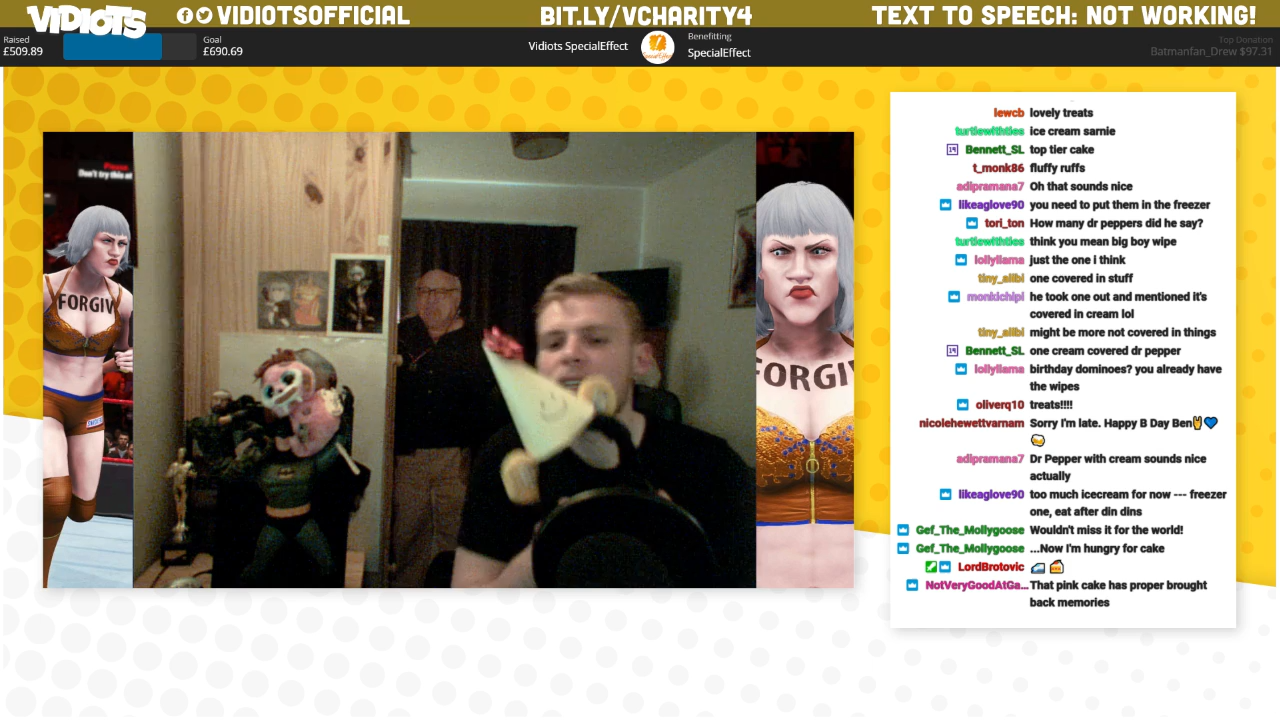 VIDIOTS
VIDIOTSOFFICIAL
BIT.LY/VCHARITY4
TEXT TO SPEECH: NOT WORKING!
Raised
£509.89
Goal
£690.69
Vidiots SpecialEffect
Benefitting
SpecialEffect
Top Donation
Batmanfan_Drew $97.31
Please
Don't try this at
FORGIV
FORGIV
lewcb lovely treats
turtlewithties ice cream sarnie
Bennett_SL top tier cake
t_monk86 fluffy ruffs
adipramana7 Oh that sounds nice
likeaglove90 you need to put them in the freezer
tori_ton How many dr peppers did he say?
turtlewithties think you mean big boy wipe
lollyllama just the one i think
tiny_alibi one covered in stuff
monkichipi he took one out and mentioned it's
covered in cream lol
tiny_alibi might be more not covered in things
Bennett_SL one cream covered dr pepper
lollyllama birthday dominoes? you already have
the wipes
oliverq10 treats!!!!
nicolehewettvarnam Sorry I'm late. Happy B Day Ben🤘💙
adipramana7 Dr Pepper with cream sounds nice
actually
likeaglove90 too much icecream for now --- freezer
one, eat after din dins
Gef_The_Mollygoose Wouldn't miss it for the world!
Gef_The_Mollygoose ...Now I'm hungry for cake
LordBrotovic
NotVeryGoodAtGa... That pink cake has proper brought
back memories